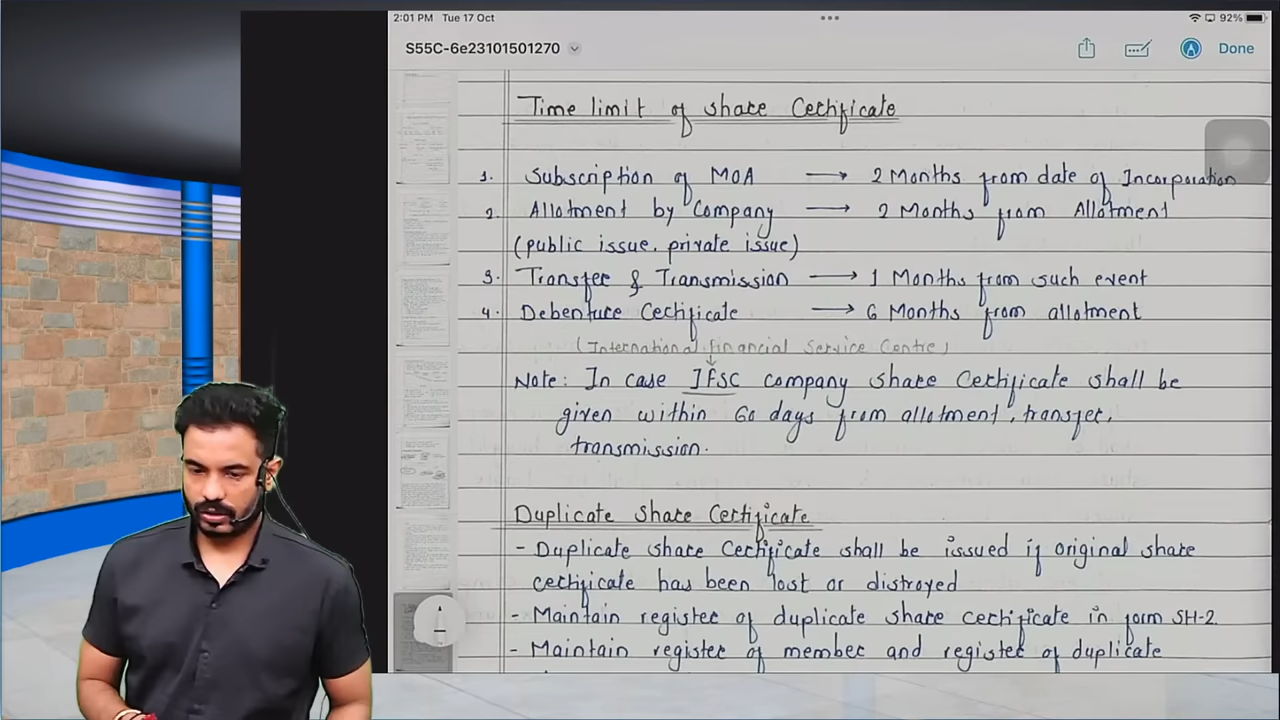 2:01 PM Tue 17 Oct
92%
S55C-6e23101501270
Done
Time limit of share Certificate
1. Subscription of MOA → 2 Months from date of Incorporation
2. Allotment by Company → 2 Months from Allotment
(public issue, private issue)
3. Transfer & Transmission → 1 Months from such event
4. Debenture Certificate → 6 Months from allotment
(International Financial Service Centre)
Note: In case IFSC company share Certificate shall be
given within 60 days from allotment, transfer,
transmission.
Duplicate Share Certificate
- Duplicate share Certificate shall be issued if original share
certificate has been lost or distroyed
- Maintain register of duplicate share certificate in form SH-2.
- Maintain register of member and register of duplicate